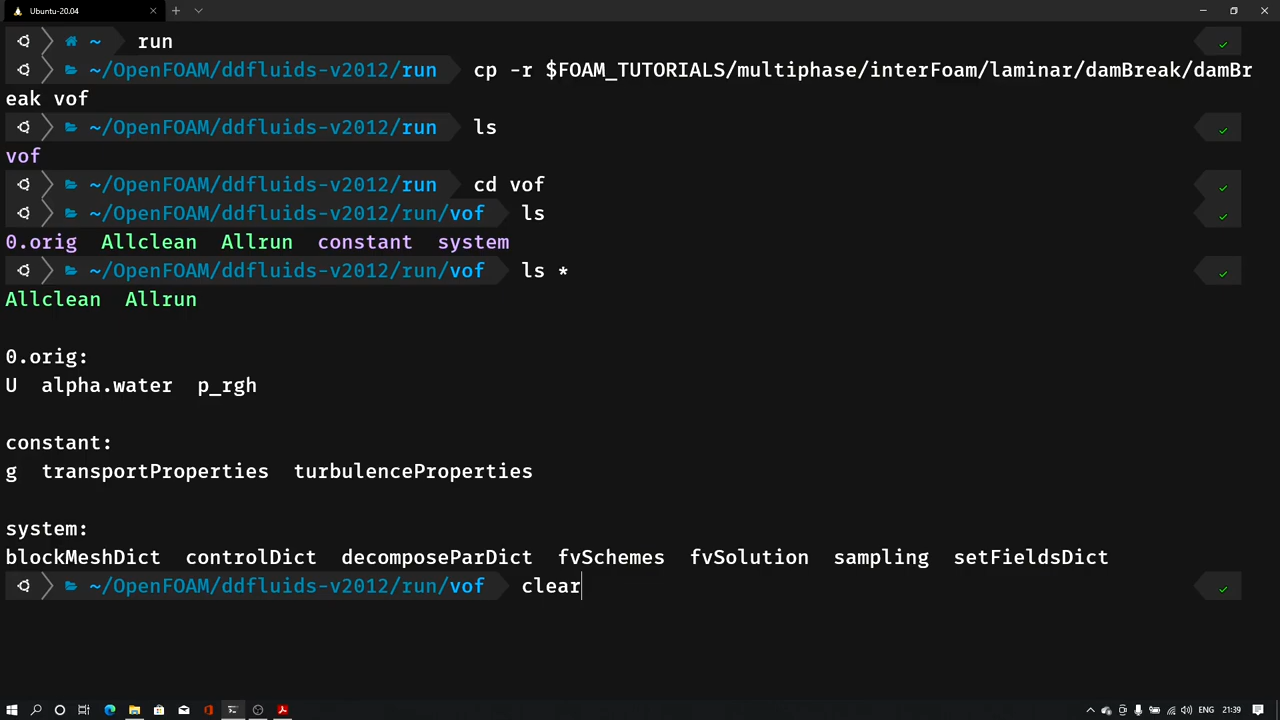 Ubuntu-20.04
~ run
~/OpenFOAM/ddfluids-v2012/run cp -r $FOAM_TUTORIALS/multiphase/interFoam/laminar/damBreak/damBr
eak vof
~/OpenFOAM/ddfluids-v2012/run ls
vof
~/OpenFOAM/ddfluids-v2012/run cd vof
~/OpenFOAM/ddfluids-v2012/run/vof ls
0.orig Allclean Allrun constant system
~/OpenFOAM/ddfluids-v2012/run/vof ls *
Allclean Allrun
0.orig:
U alpha.water p_rgh
constant:
g transportProperties turbulenceProperties
system:
blockMeshDict controlDict decomposeParDict fvSchemes fvSolution sampling setFieldsDict
~/OpenFOAM/ddfluids-v2012/run/vof clear
ENG 21:39